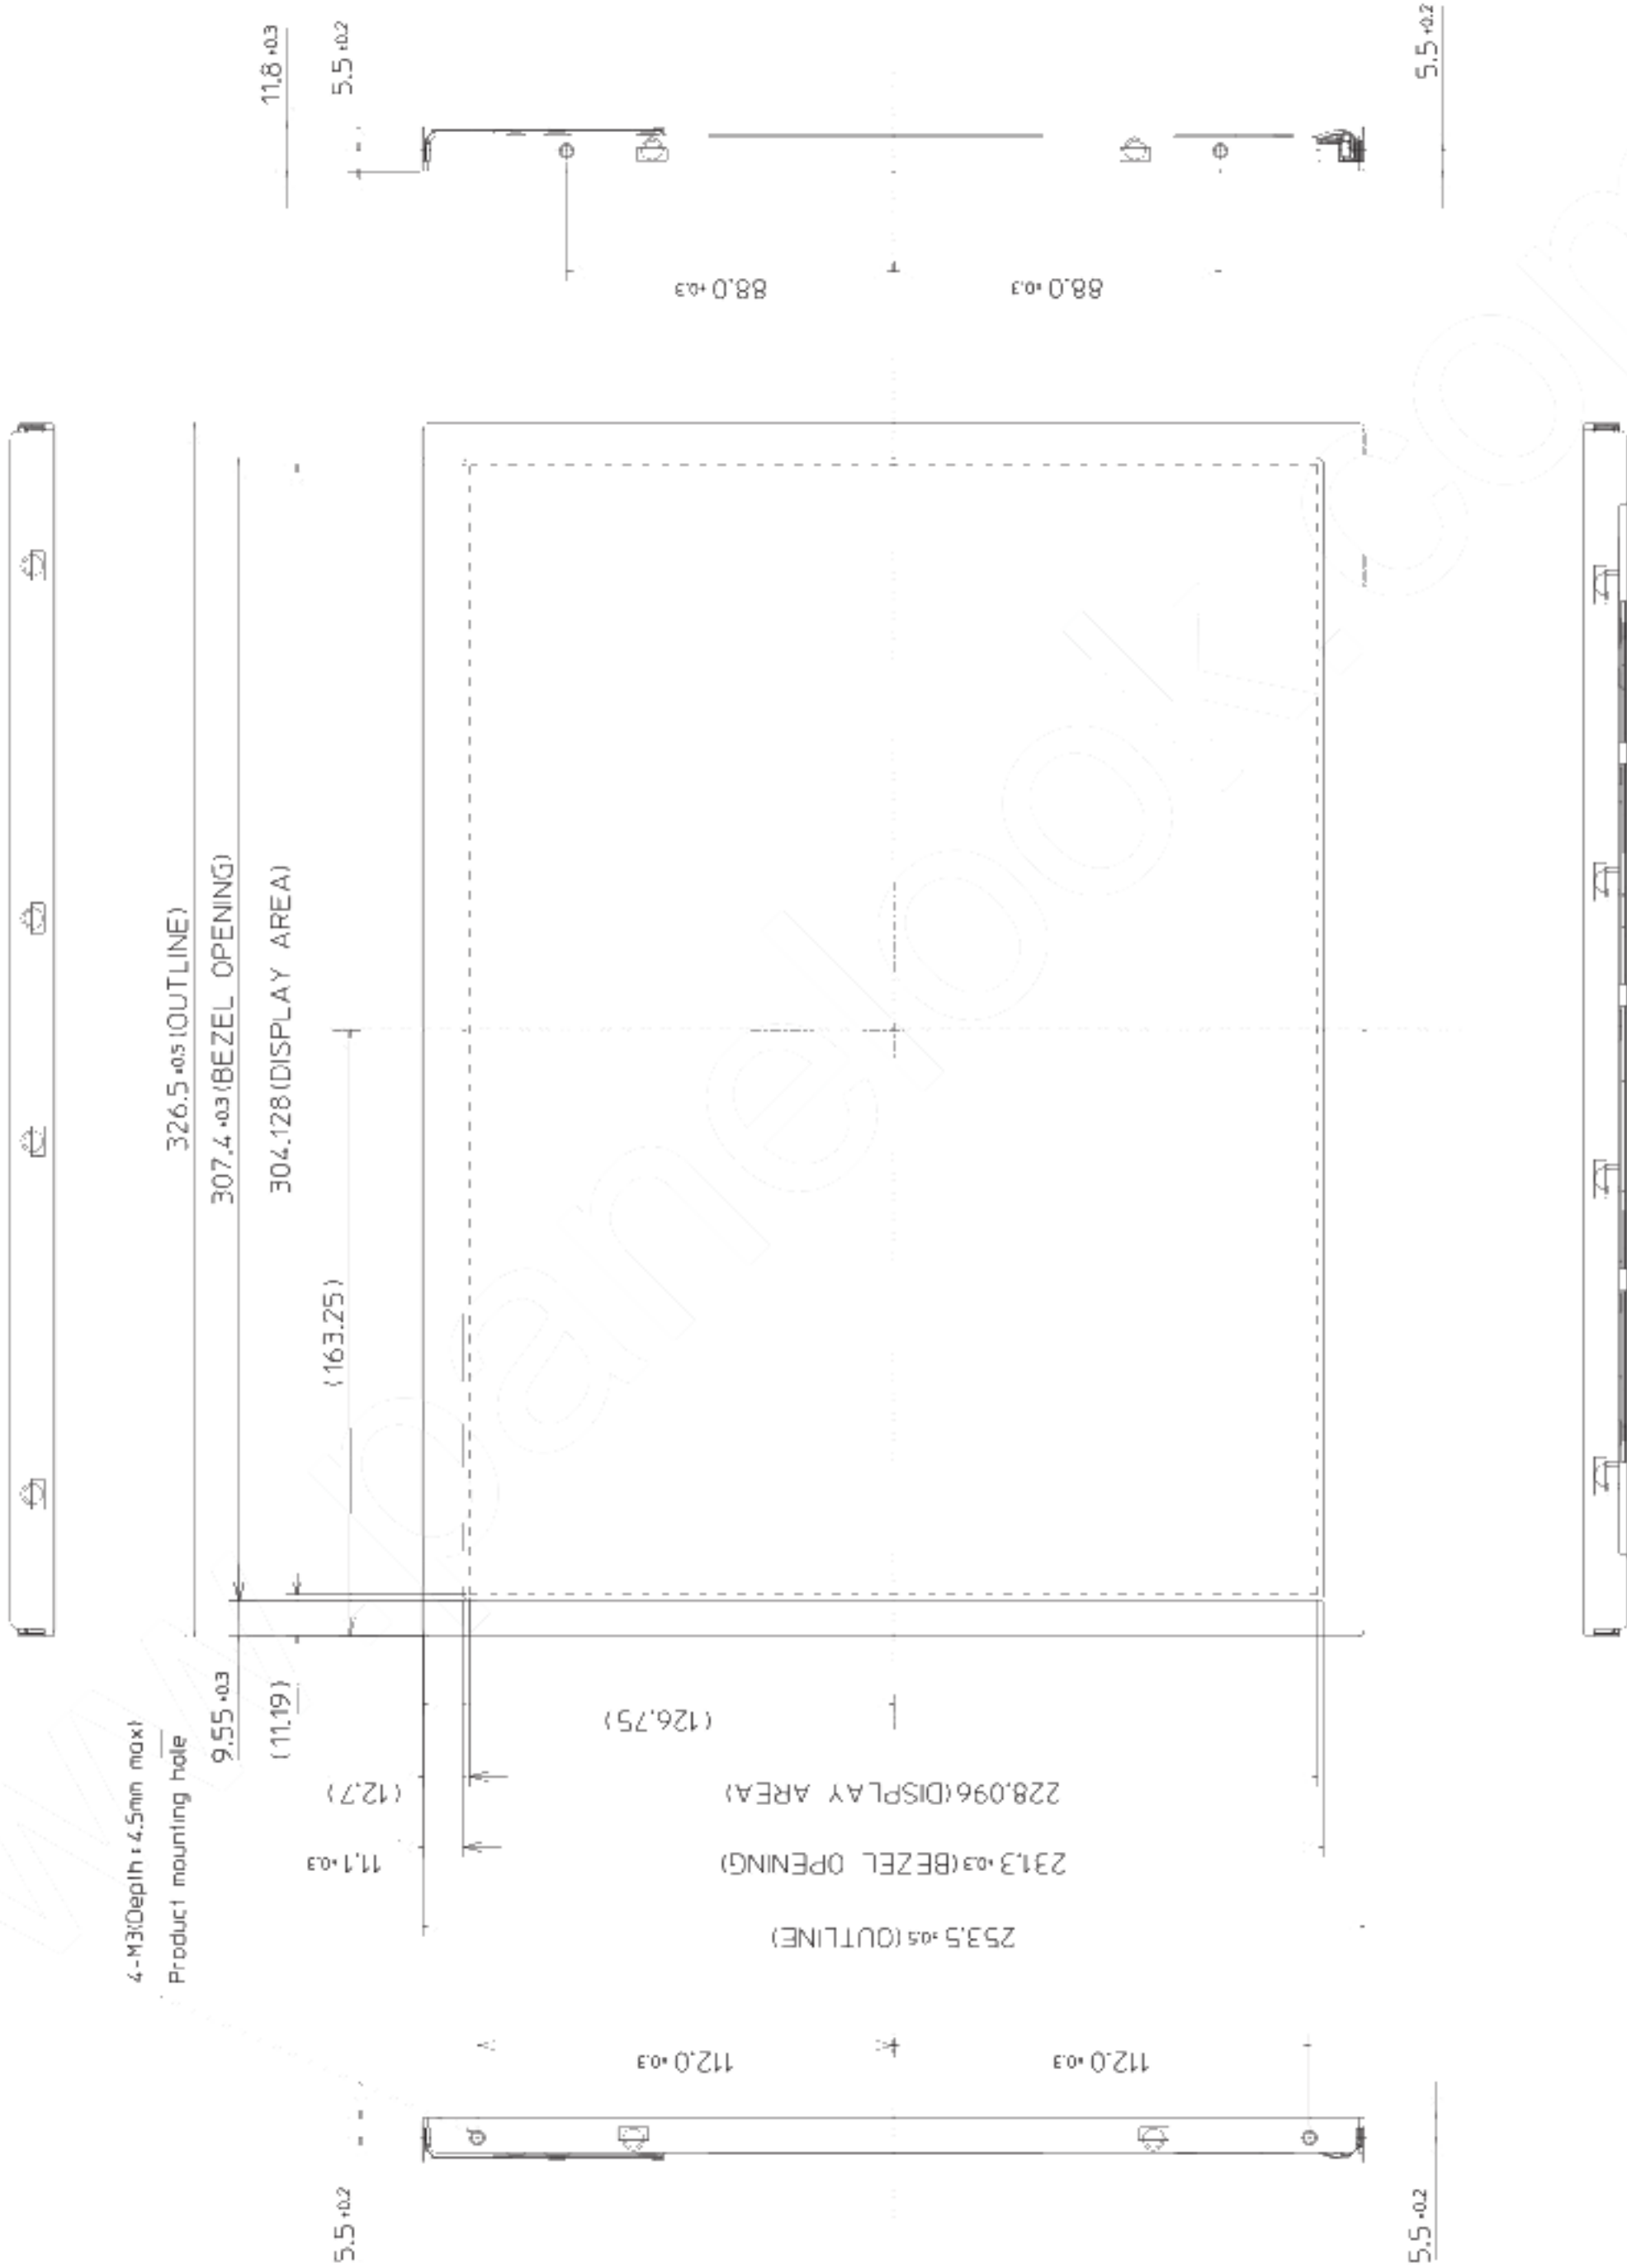 11.8 ±0.3
5.5 ±0.2
5.5 ±0.2
88.0 ±0.3
88.0 ±0.3
326.5 ±0.5 (OUTLINE)
307.4 ±0.3 (BEZEL OPENING)
304.128 (DISPLAY AREA)
(163.25)
9.55 ±0.3
(11.19)
4-M3(Depth : 4.5mm max)
Product mounting hole
(126.75)
(12.7)
228.096 (DISPLAY AREA)
11.1 ±0.3
231.3 ±0.3 (BEZEL OPENING)
253.5 ±0.5 (OUTLINE)
112.0 ±0.3
112.0 ±0.3
5.5 ±0.2
5.5 ±0.2
www.panelook.com